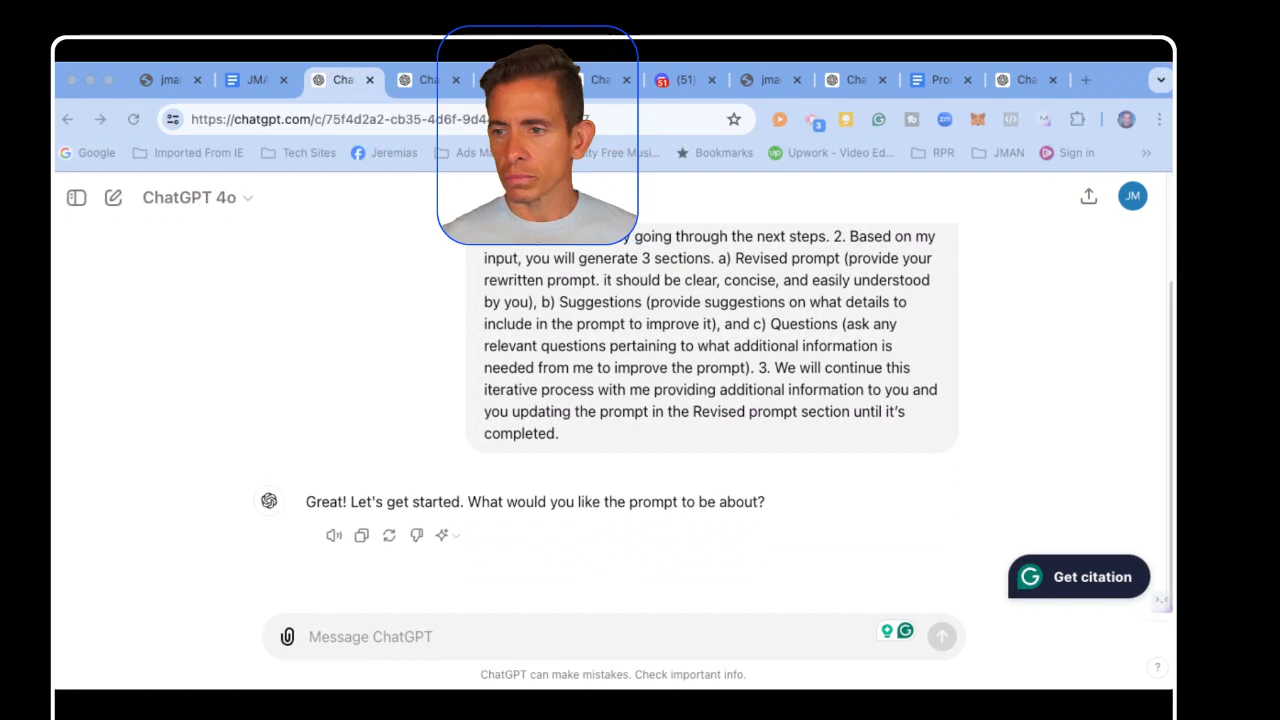 jma
JMA
Cha
Cha
Cha
51
(51)
jma
Cha
Pro
Cha
https://chatgpt.com/c/75f4d2a2-cb35-4d6f-9d4
3
zm
G Google
Imported From IE
Tech Sites
Jeremias
Ads M
Free Musi...
Bookmarks
up Upwork - Video Ed...
RPR
JMAN
Sign in
ChatGPT 4o
JM
going through the next steps. 2. Based on my
input, you will generate 3 sections. a) Revised prompt (provide your
rewritten prompt. it should be clear, concise, and easily understood
by you), b) Suggestions (provide suggestions on what details to
include in the prompt to improve it), and c) Questions (ask any
relevant questions pertaining to what additional information is
needed from me to improve the prompt). 3. We will continue this
iterative process with me providing additional information to you and
you updating the prompt in the Revised prompt section until it's
completed.
Great! Let's get started. What would you like the prompt to be about?
Get citation
Message ChatGPT
ChatGPT can make mistakes. Check important info.
?